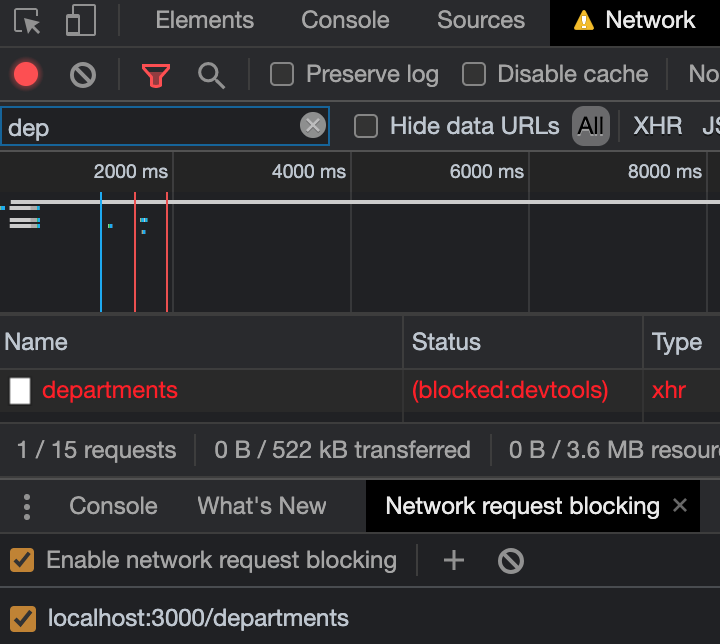 Elements Console Sources Network
Preserve log Disable cache No
dep Hide data URLs All XHR JS
2000 ms 4000 ms 6000 ms 8000 ms
Name Status Type
departments (blocked:devtools) xhr
1 / 15 requests 0 B / 522 kB transferred 0 B / 3.6 MB resour
Console What's New Network request blocking
Enable network request blocking
localhost:3000/departments